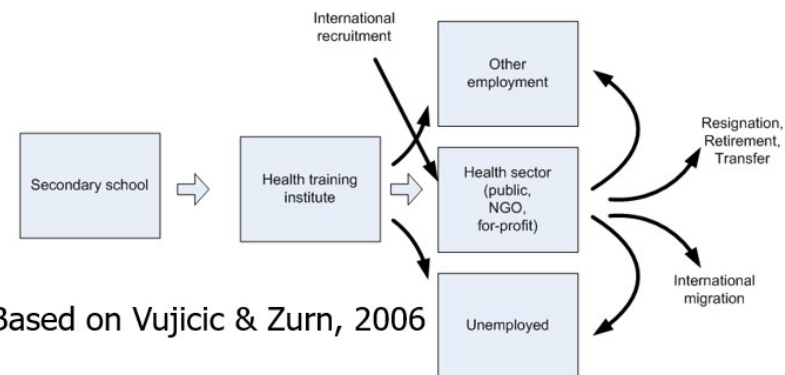 International
recruitment
Other
employment
Resignation,
Retirement,
Transfer
Secondary school
Health training
institute
Health sector
(public,
NGO,
for-profit)
International
migration
Based on Vujicic & Zurn, 2006
Unemployed